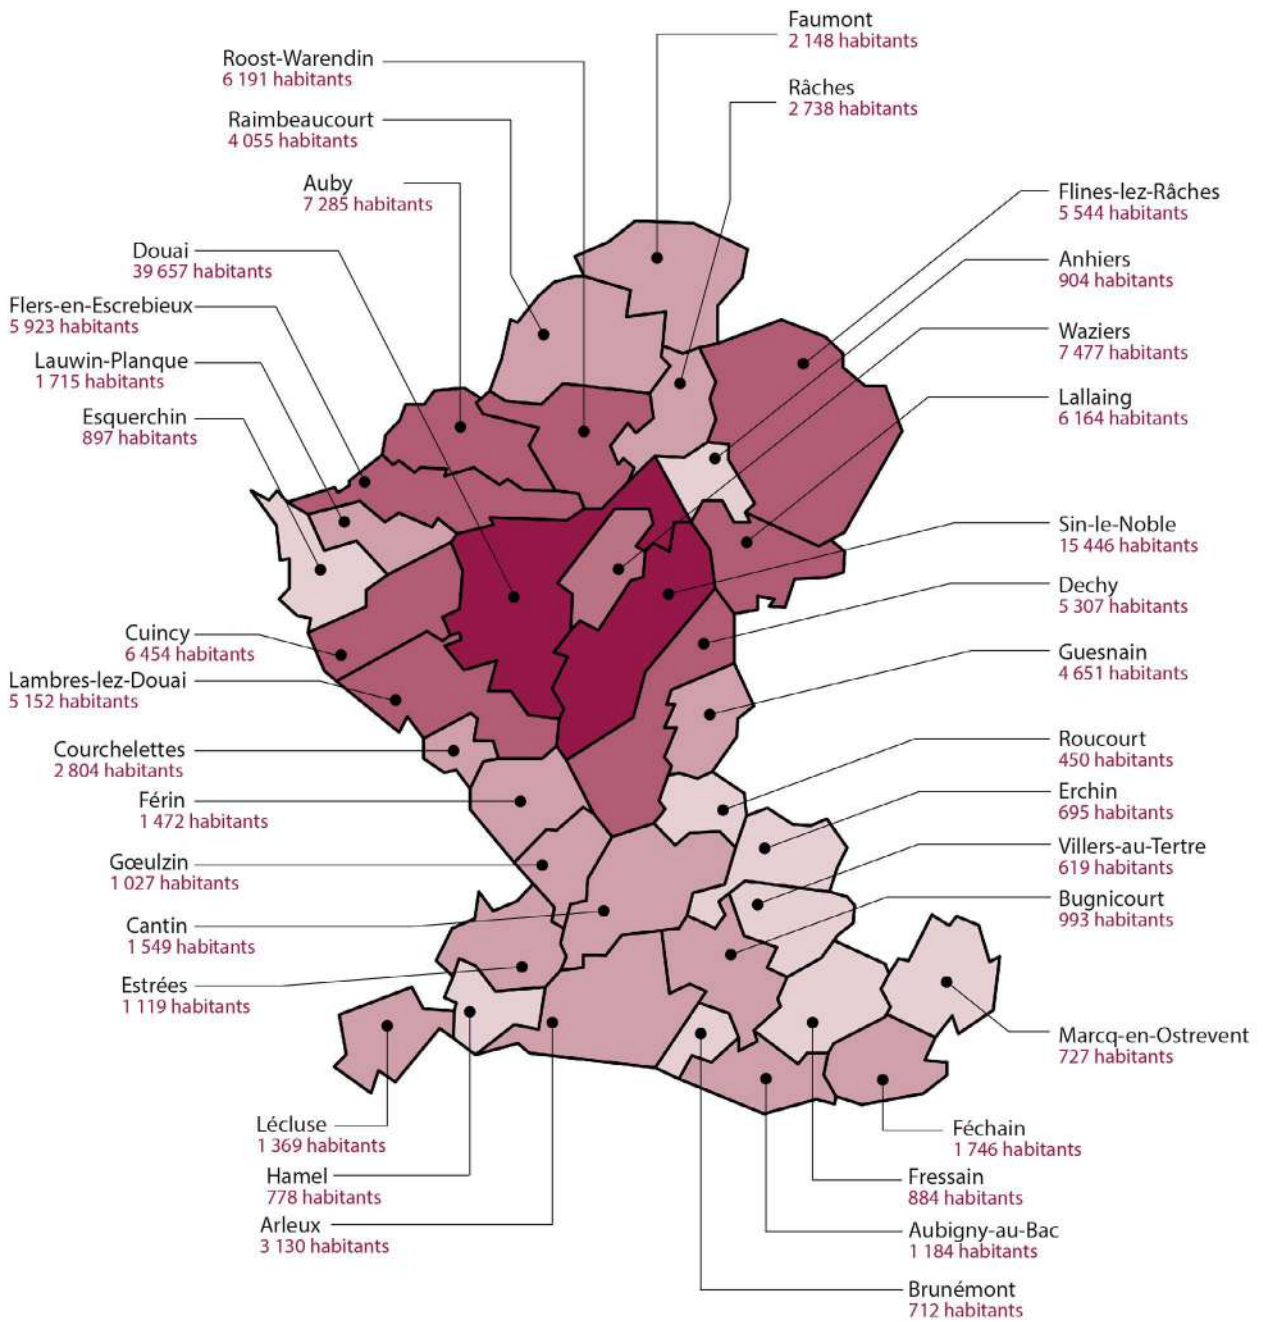 Faumont
2 148 habitants
Roost-Warendin
6 191 habitants
Râches
2 738 habitants
Raimbeaucourt
4 055 habitants
Auby
7 285 habitants
Flines-lez-Râches
5 544 habitants
Douai
39 657 habitants
Anhiers
904 habitants
Flers-en-Escrebieux
5 923 habitants
Waziers
7 477 habitants
Lauwin-Planque
1 715 habitants
Lallaing
6 164 habitants
Esquerchin
897 habitants
Sin-le-Noble
15 446 habitants
Dechy
5 307 habitants
Cuincy
6 454 habitants
Guesnain
4 651 habitants
Lambres-lez-Douai
5 152 habitants
Roucourt
450 habitants
Courchelettes
2 804 habitants
Erchin
695 habitants
Férin
1 472 habitants
Villers-au-Tertre
619 habitants
Gœulzin
1 027 habitants
Bugnicourt
993 habitants
Cantin
1 549 habitants
Estrées
1 119 habitants
Marcq-en-Ostrevent
727 habitants
Lécluse
1 369 habitants
Féchain
1 746 habitants
Hamel
778 habitants
Fressain
884 habitants
Arleux
3 130 habitants
Aubigny-au-Bac
1 184 habitants
Brunémont
712 habitants